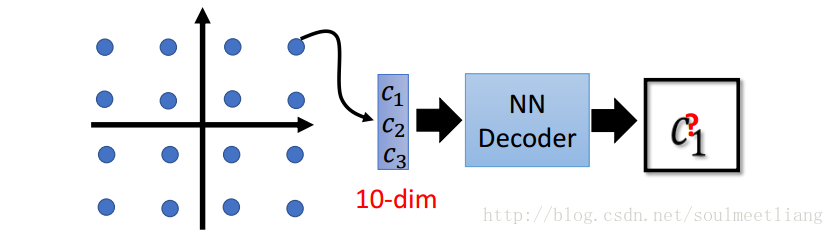 c₁
c₂
c₃
10-dim
NN
Decoder
c₁
?
http://blog.csdn.net/soulmeetliang